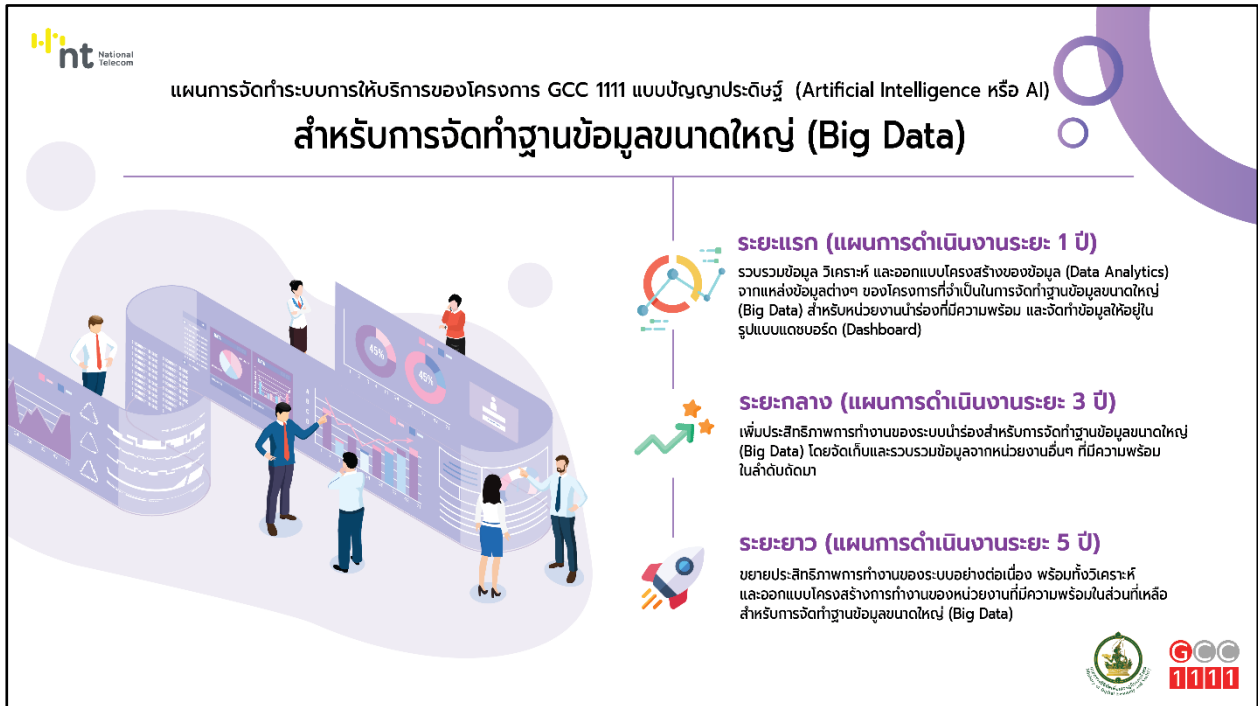 nt National
Telecom
แผนการจัดทำระบบการให้บริการของโครงการ GCC 1111 แบบปัญญาประดิษฐ์ (Artificial Intelligence หรือ AI)
สำหรับการจัดทำฐานข้อมูลขนาดใหญ่ (Big Data)
ระยะแรก (แผนการดำเนินงานระยะ 1 ปี)
รวบรวมข้อมูล วิเคราะห์ และออกแบบโครงสร้างของข้อมูล (Data Analytics)
จากแหล่งข้อมูลต่างๆ ของโครงการที่จำเป็นในการจัดทำฐานข้อมูลขนาดใหญ่
(Big Data) สำหรับหน่วยงานนำร่องที่มีความพร้อม และจัดทำข้อมูลให้อยู่ใน
รูปแบบแดชบอร์ด (Dashboard)
45%
45%
ระยะกลาง (แผนการดำเนินงานระยะ 3 ปี)
เพิ่มประสิทธิภาพการทำงานของระบบนำร่องสำหรับการจัดทำฐานข้อมูลขนาดใหญ่
(Big Data) โดยจัดเก็บและรวบรวมข้อมูลจากหน่วยงานอื่นๆ ที่มีความพร้อม
ในลำดับถัดมา
ระยะยาว (แผนการดำเนินงานระยะ 5 ปี)
ขยายประสิทธิภาพการทำงานของระบบอย่างต่อเนื่อง พร้อมทั้งวิเคราะห์
และออกแบบโครงสร้างการทำงานของหน่วยงานที่มีความพร้อมในส่วนที่เหลือ
สำหรับการจัดทำฐานข้อมูลขนาดใหญ่ (Big Data)
GCC
1111